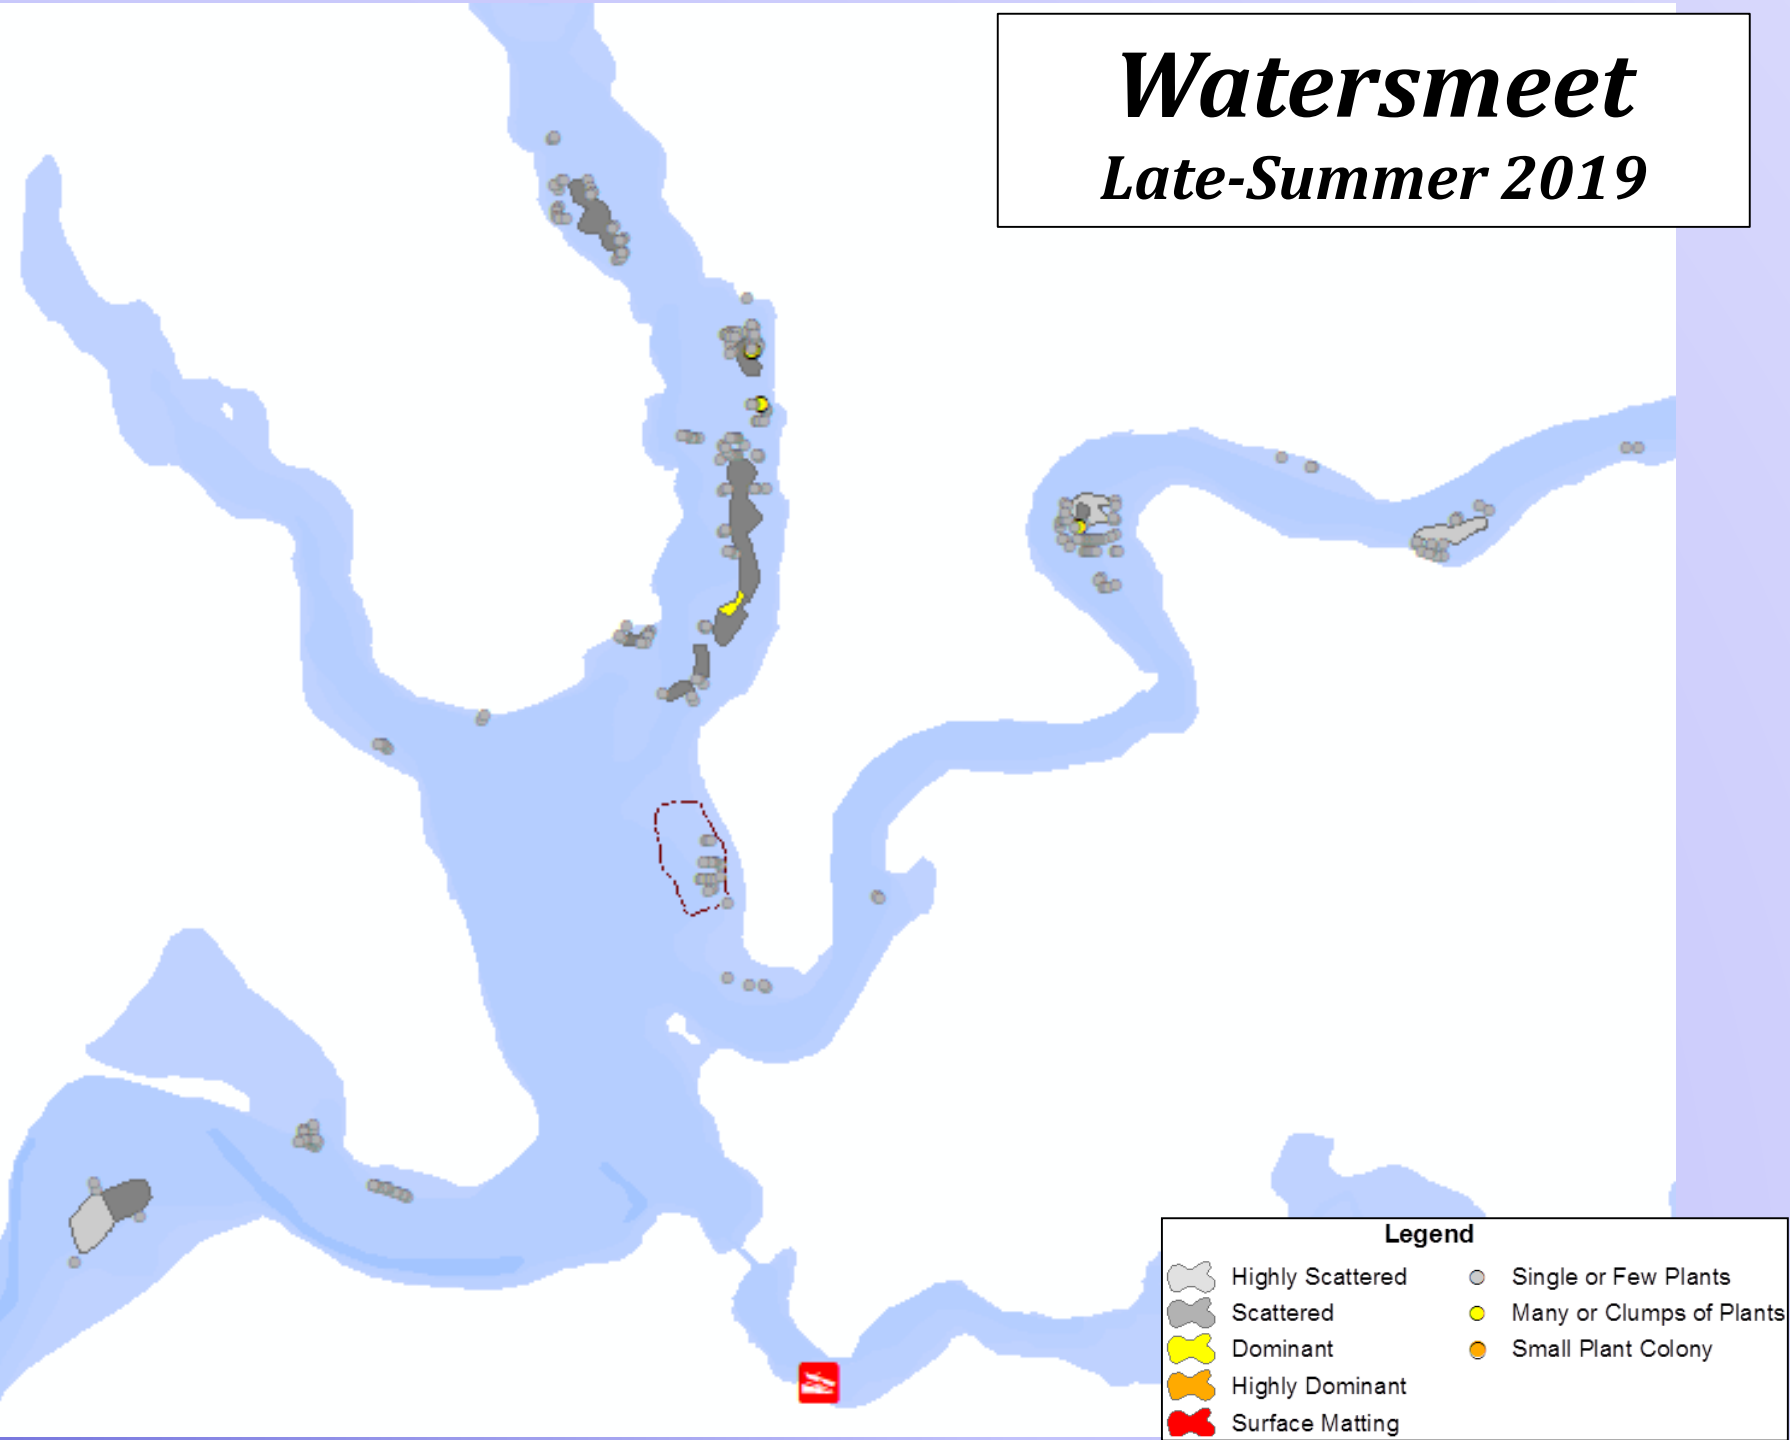 Watersmeet
Late-Summer 2019
Legend
Highly Scattered
Scattered
Dominant
Highly Dominant
Surface Matting
Single or Few Plants
Many or Clumps of Plants
Small Plant Colony